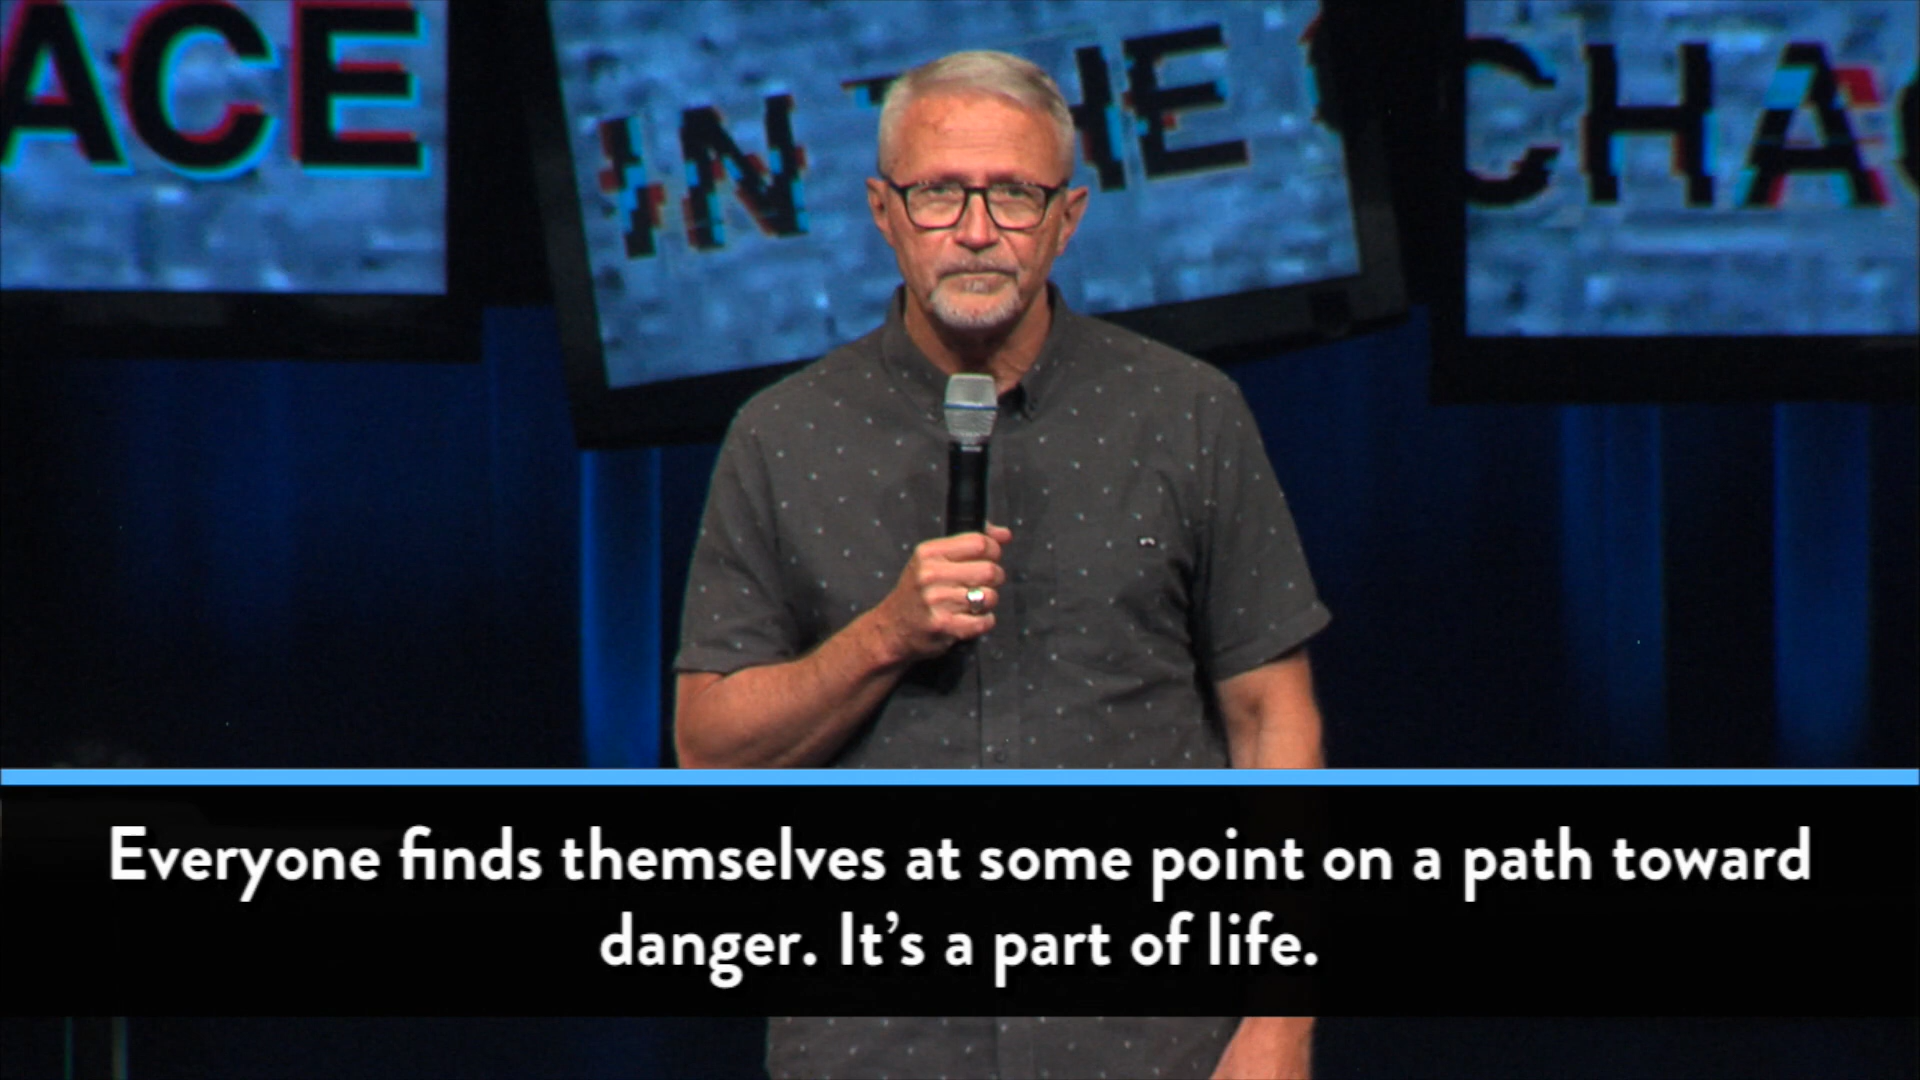 ACE
IN THE
CHA
Everyone finds themselves at some point on a path toward
danger. It’s a part of life.